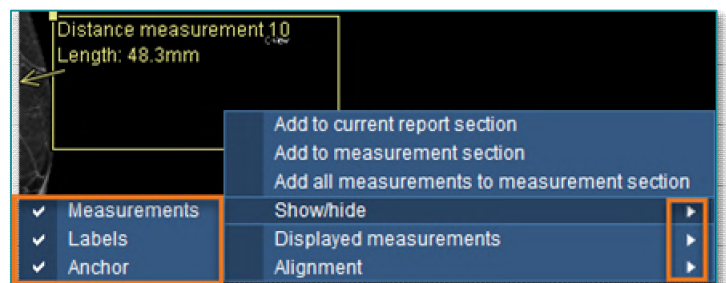 Distance measurement 10
Length: 48.3mm
Add to current report section
Add to measurement section
Add all measurements to measurement section
Measurements
Show/hide
Labels
Displayed measurements
Anchor
Alignment